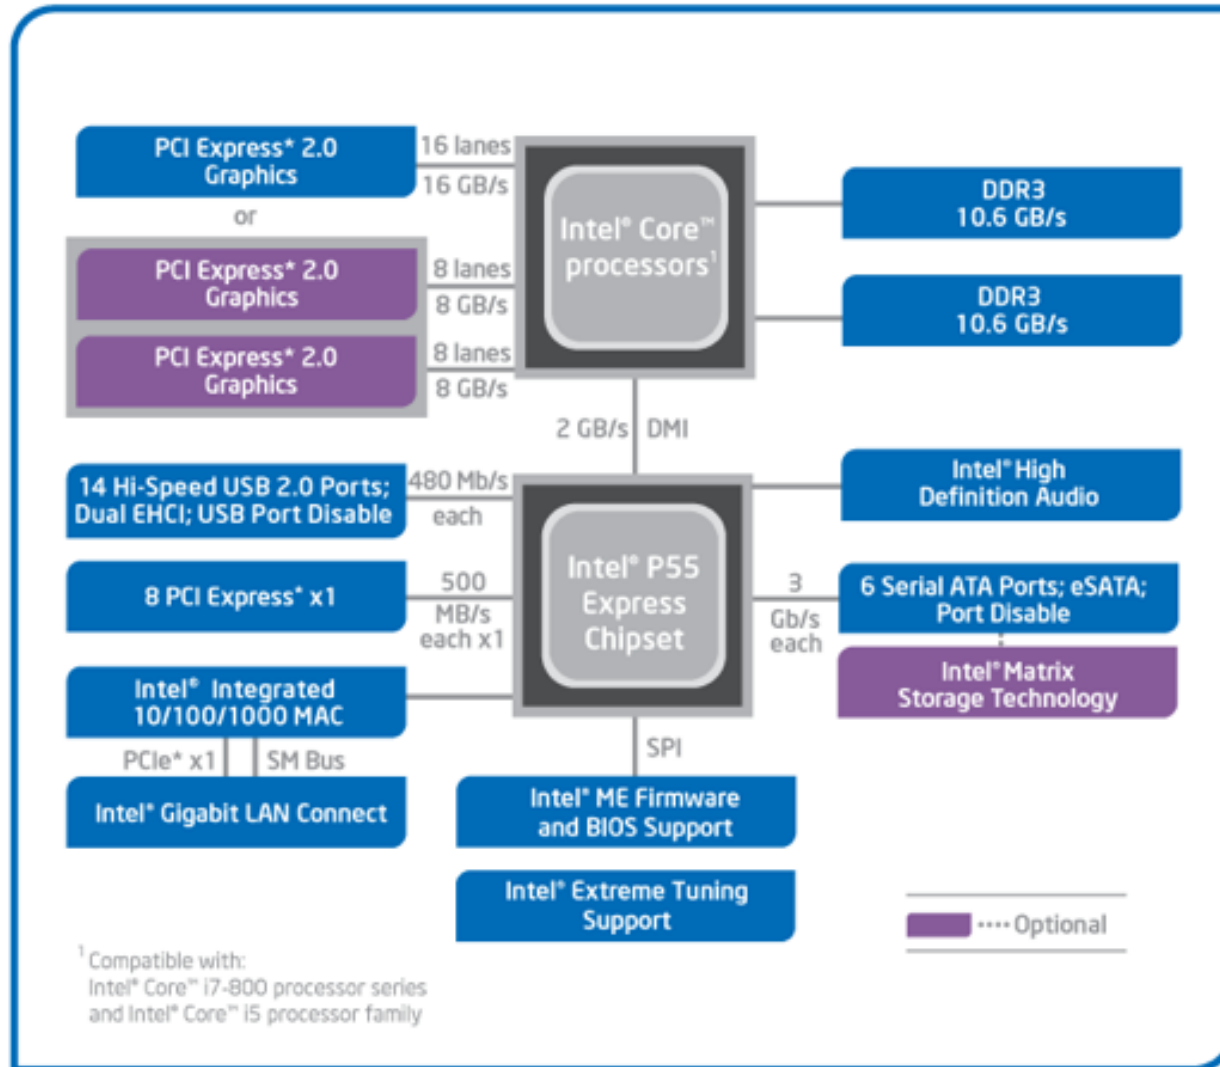 PCI Express* 2.0
Graphics
16 lanes
16 GB/s
or
PCI Express* 2.0
Graphics
8 lanes
8 GB/s
PCI Express* 2.0
Graphics
8 lanes
8 GB/s
Intel® Core™
processors¹
DDR3
10.6 GB/s
DDR3
10.6 GB/s
2 GB/s DMI
14 Hi-Speed USB 2.0 Ports;
Dual EHCI; USB Port Disable
480 Mb/s
each
8 PCI Express* x1
500
MB/s
each x1
Intel® Integrated
10/100/1000 MAC
PCIe* x1
SM Bus
Intel® Gigabit LAN Connect
Intel® P55
Express
Chipset
Intel® High
Definition Audio
3
Gb/s
each
6 Serial ATA Ports; eSATA;
Port Disable
Intel® Matrix
Storage Technology
SPI
Intel® ME Firmware
and BIOS Support
Intel® Extreme Tuning
Support
Optional
¹ Compatible with:
Intel® Core™ i7-800 processor series
and Intel® Core™ i5 processor family